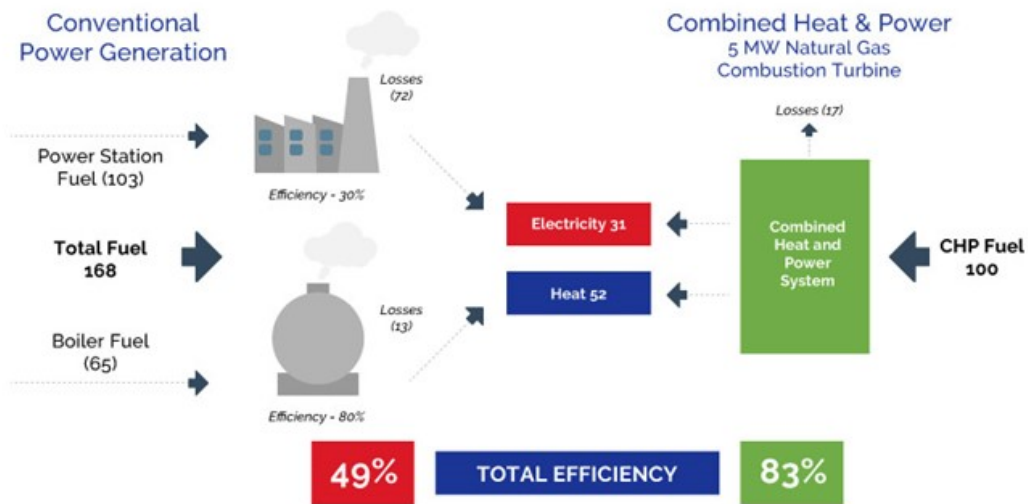 Conventional
Power Generation
Combined Heat & Power
5 MW Natural Gas
Combustion Turbine
Losses
(72)
Losses (17)
Power Station
Fuel (103)
Efficiency - 30%
Electricity 31
Total Fuel
168
Combined
Heat and
Power
System
CHP Fuel
100
Heat 52
Losses
(13)
Boiler Fuel
(65)
Efficiency - 80%
49%
TOTAL EFFICIENCY
83%